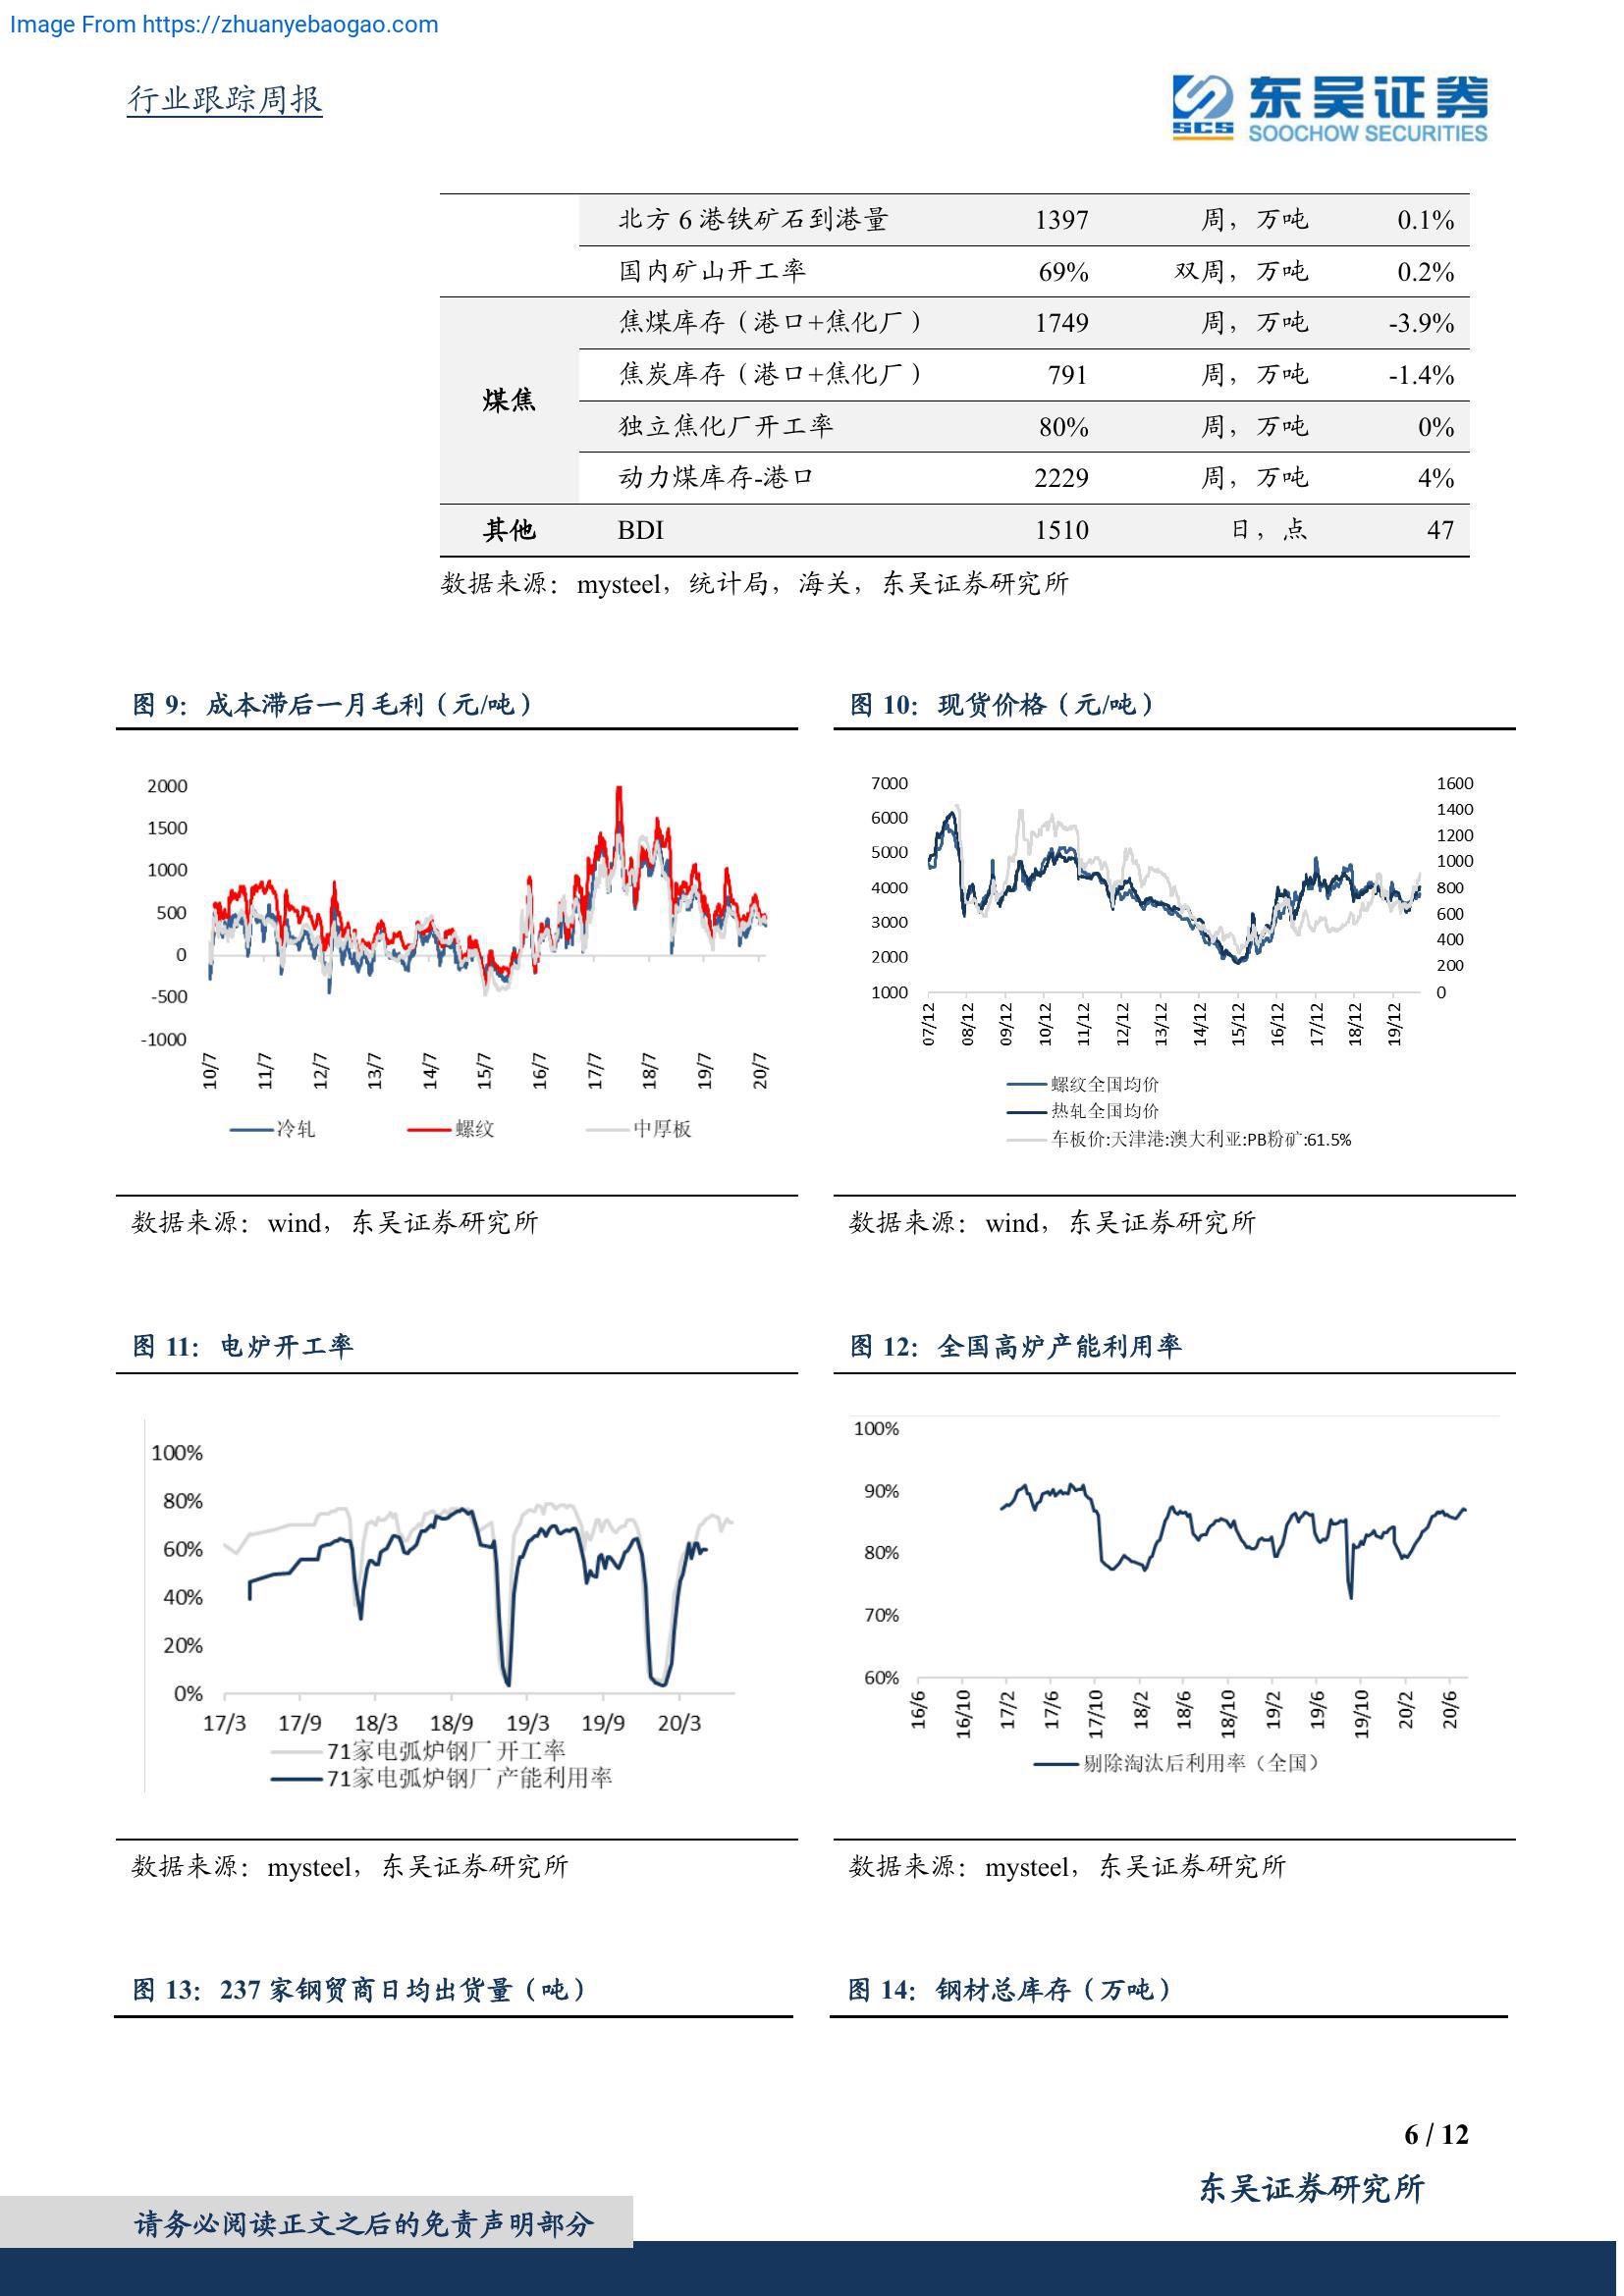 Image From https://zhuanyebaogao.com
行业跟踪周报
东吴证券
SCS SOOCHOW SECURITIES
北方 6 港铁矿石到港量 1397 周，万吨 0.1%
国内矿山开工率 69% 双周，万吨 0.2%
焦煤库存（港口+焦化厂） 1749 周，万吨 -3.9%
焦炭库存（港口+焦化厂） 791 周，万吨 -1.4%
煤焦
独立焦化厂开工率 80% 周，万吨 0%
动力煤库存-港口 2229 周，万吨 4%
其他 BDI 1510 日，点 47
数据来源：mysteel，统计局，海关，东吴证券研究所
图 9：成本滞后一月毛利（元/吨）
2000
1500
1000
500
0
-500
-1000
10/7 11/7 12/7 13/7 14/7 15/7 16/7 17/7 18/7 19/7 20/7
冷轧 螺纹 中厚板
数据来源：wind，东吴证券研究所
图 10：现货价格（元/吨）
7000
6000
5000
4000
3000
2000
1000
1600
1400
1200
1000
800
600
400
200
0
07/12 08/12 09/12 10/12 11/12 12/12 13/12 14/12 15/12 16/12 17/12 18/12 19/12
螺纹全国均价
热轧全国均价
车板价:天津港:澳大利亚:PB粉矿:61.5%
数据来源：wind，东吴证券研究所
图 11：电炉开工率
100%
80%
60%
40%
20%
0%
17/3 17/9 18/3 18/9 19/3 19/9 20/3
71家电弧炉钢厂 开工率
71家电弧炉钢厂 产能利用率
数据来源：mysteel，东吴证券研究所
图 12：全国高炉产能利用率
100%
90%
80%
70%
60%
16/6 16/10 17/2 17/6 17/10 18/2 18/6 18/10 19/2 19/6 19/10 20/2 20/6
剔除淘汰后利用率（全国）
数据来源：mysteel，东吴证券研究所
图 13：237 家钢贸商日均出货量（吨）
图 14：钢材总库存（万吨）
6 / 12
东吴证券研究所
请务必阅读正文之后的免责声明部分